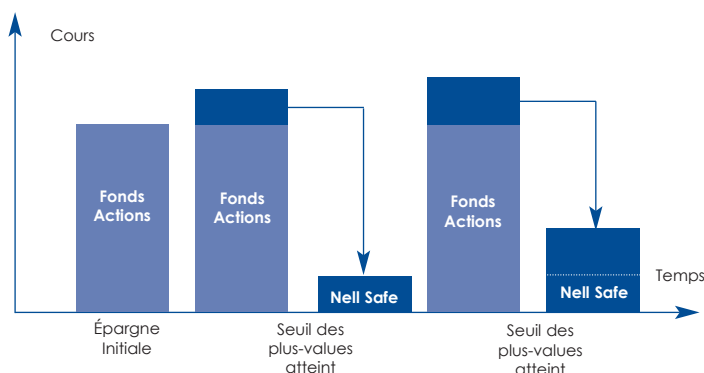 Cours
Fonds
Actions
Fonds
Actions
Nell Safe
Fonds
Actions
Nell Safe
Temps
Épargne
Initiale
Seuil des
plus-values
atteint
Seuil des
plus-values
atteint